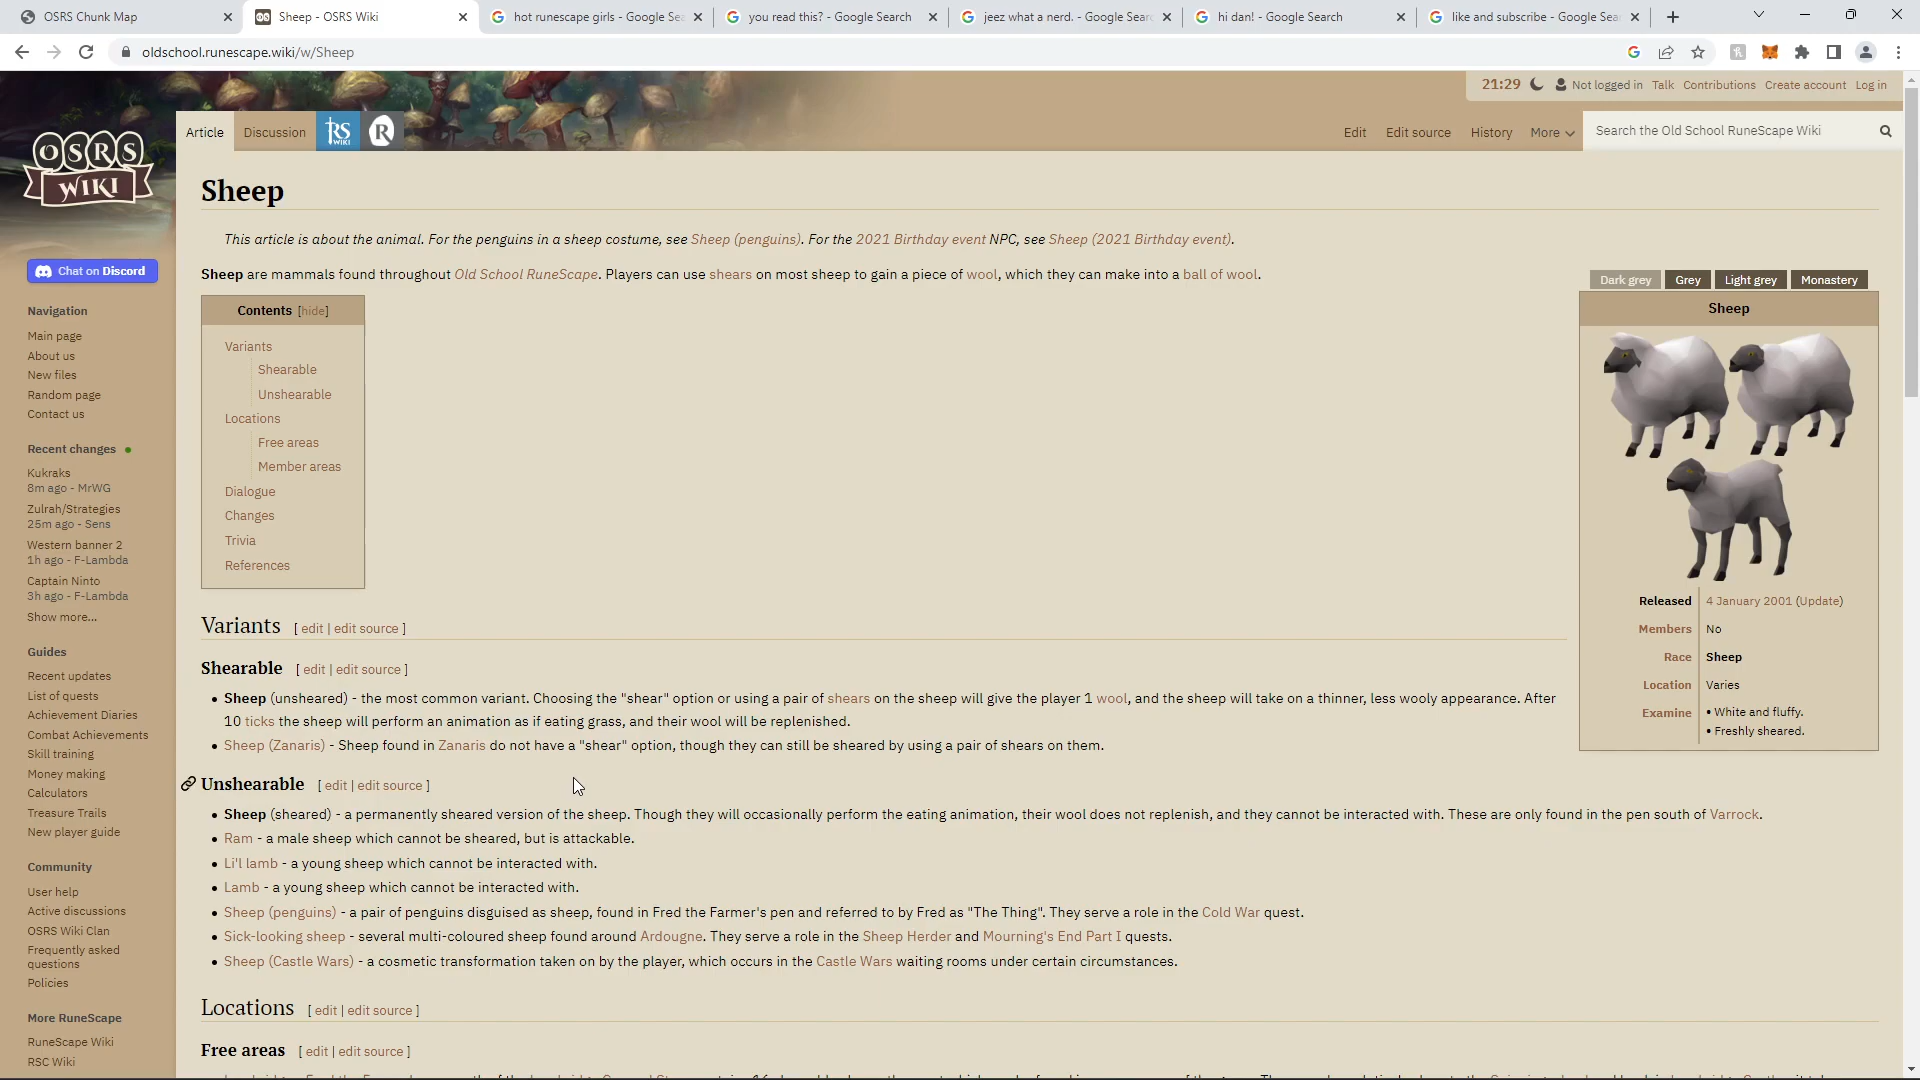 OSRS Chunk Map
Sheep - OSRS Wiki
hot runescape girls - Google Se
you read this? - Google Search
jeez what a nerd. - Google Sear
hi dan! - Google Search
like and subscribe - Google Sea
oldschool.runescape.wiki/w/Sheep
21:29 Not logged in Talk Contributions Create account Log in
OSRS
WIKI
Article Discussion RS WIKI R Edit Edit source History More Search the Old School RuneScape Wiki
Sheep
This article is about the animal. For the penguins in a sheep costume, see Sheep (penguins). For the 2021 Birthday event NPC, see Sheep (2021 Birthday event).
Sheep are mammals found throughout Old School RuneScape. Players can use shears on most sheep to gain a piece of wool, which they can make into a ball of wool.
Contents [hide]
Variants
Shearable
Unshearable
Locations
Free areas
Member areas
Dialogue
Changes
Trivia
References
Dark grey Grey Light grey Monastery
Sheep
Released 4 January 2001 (Update)
Members No
Race Sheep
Location Varies
Examine • White and fluffy.
• Freshly sheared.
Variants [ edit | edit source ]
Shearable [ edit | edit source ]
• Sheep (unsheared) - the most common variant. Choosing the "shear" option or using a pair of shears on the sheep will give the player 1 wool, and the sheep will take on a thinner, less wooly appearance. After
10 ticks the sheep will perform an animation as if eating grass, and their wool will be replenished.
• Sheep (Zanaris) - Sheep found in Zanaris do not have a "shear" option, though they can still be sheared by using a pair of shears on them.
Unshearable [ edit | edit source ]
• Sheep (sheared) - a permanently sheared version of the sheep. Though they will occasionally perform the eating animation, their wool does not replenish, and they cannot be interacted with. These are only found in the pen south of Varrock.
• Ram - a male sheep which cannot be sheared, but is attackable.
• Li'l lamb - a young sheep which cannot be interacted with.
• Lamb - a young sheep which cannot be interacted with.
• Sheep (penguins) - a pair of penguins disguised as sheep, found in Fred the Farmer's pen and referred to by Fred as "The Thing". They serve a role in the Cold War quest.
• Sick-looking sheep - several multi-coloured sheep found around Ardougne. They serve a role in the Sheep Herder and Mourning's End Part I quests.
• Sheep (Castle Wars) - a cosmetic transformation taken on by the player, which occurs in the Castle Wars waiting rooms under certain circumstances.
Locations [ edit | edit source ]
Free areas [ edit | edit source ]
Chat on Discord
Navigation
Main page
About us
New files
Random page
Contact us
Recent changes
Kukraks
8m ago - MrWG
Zulrah/Strategies
25m ago - Sens
Western banner 2
1h ago - F-Lambda
Captain Ninto
3h ago - F-Lambda
Show more...
Guides
Recent updates
List of quests
Achievement Diaries
Combat Achievements
Skill training
Money making
Calculators
Treasure Trails
New player guide
Community
User help
Active discussions
OSRS Wiki Clan
Frequently asked
questions
Policies
More RuneScape
RuneScape Wiki
RSC Wiki